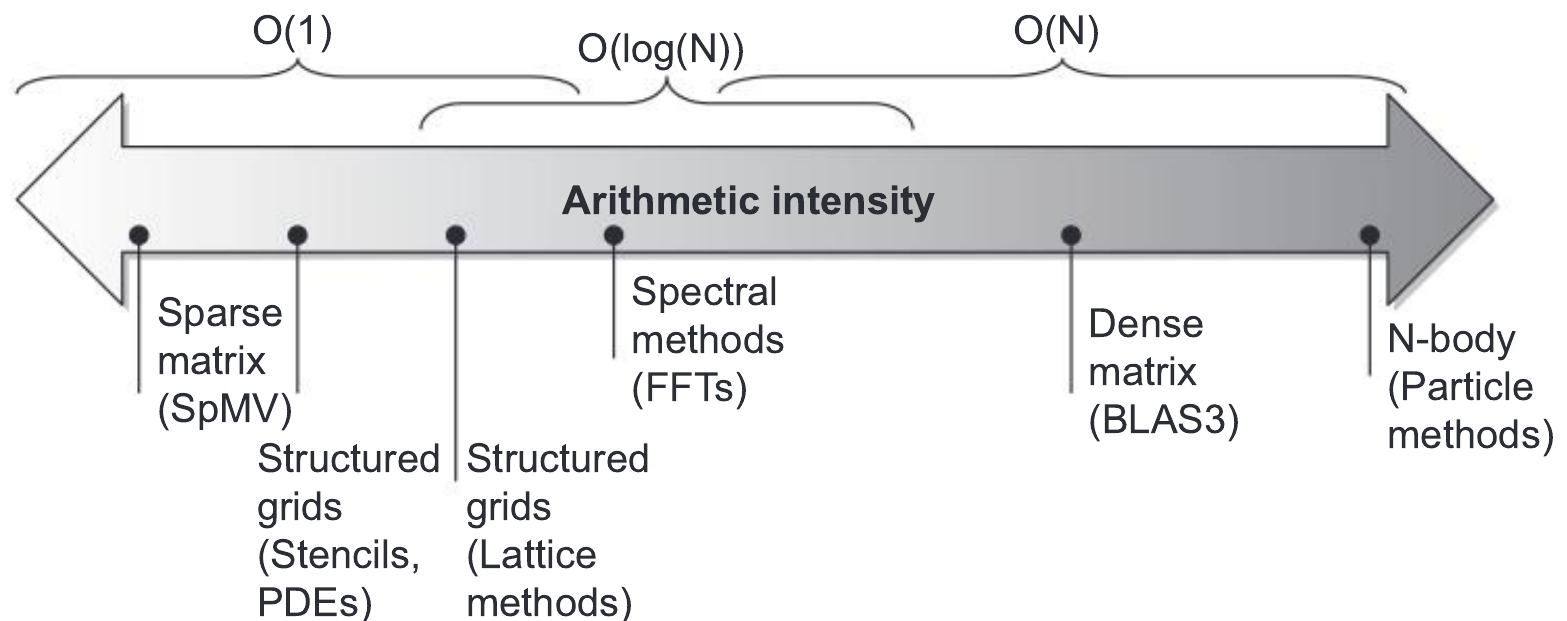 O(1)
O(log(N))
O(N)
Arithmetic intensity
Sparse
matrix
(SpMV)
Structured
grids
(Stencils,
PDEs)
Structured
grids
(Lattice
methods)
Spectral
methods
(FFTs)
Dense
matrix
(BLAS3)
N-body
(Particle
methods)